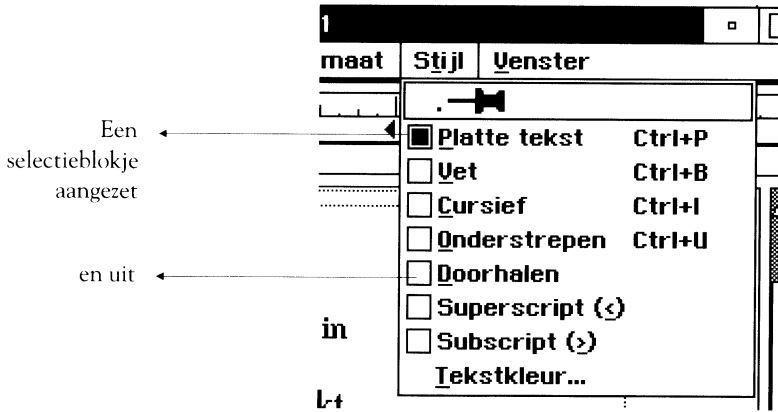 1
maat Stijl Venster
Een
selectieblokje
aangezet
Platte tekst Ctrl+P
Vet Ctrl+B
Cursief Ctrl+I
Onderstrepen Ctrl+U
en uit
Doorhalen
Superscript (<)
Subscript (>)
Tekstkleur...
in